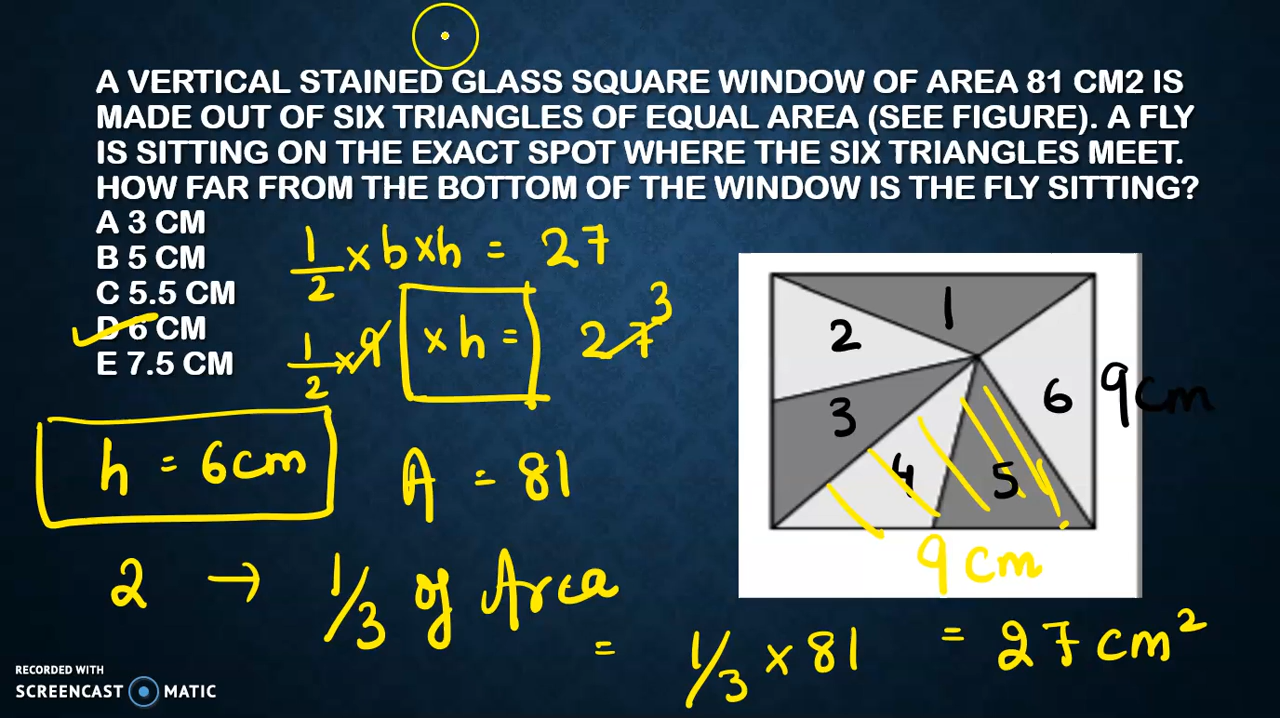 A VERTICAL STAINED GLASS SQUARE WINDOW OF AREA 81 CM2 IS
MADE OUT OF SIX TRIANGLES OF EQUAL AREA (SEE FIGURE). A FLY
IS SITTING ON THE EXACT SPOT WHERE THE SIX TRIANGLES MEET.
HOW FAR FROM THE BOTTOM OF THE WINDOW IS THE FLY SITTING?
A 3 CM
B 5 CM
C 5.5 CM
D 6 CM
E 7.5 CM
1/2 × b × h = 27
1/2 × 9 × h = 27 3
h = 6cm
A = 81
2 → 1/3 of Area
= 1/3 × 81 = 27 cm²
1
2
3
4
5
6
9cm
9 cm
RECORDED WITH
SCREENCAST MATIC